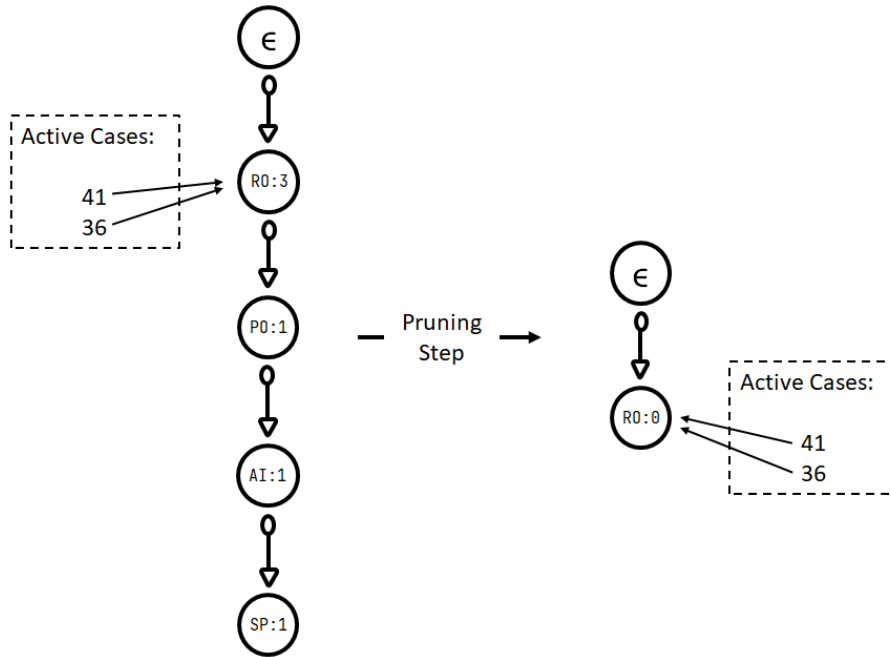 ϵ
Active Cases:
41
36
RO:3
PO:1
AI:1
SP:1
Pruning
Step
ϵ
RO:0
Active Cases:
41
36